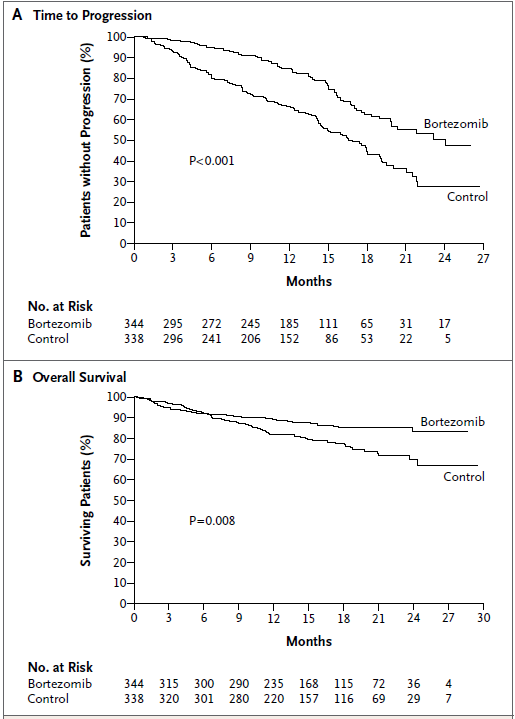 A Time to Progression
Patients without Progression (%)
100
90
80
70
60
50
40
30
20
10
0
Bortezomib
P<0.001
Control
0 3 6 9 12 15 18 21 24 27
Months
No. at Risk
Bortezomib 344 295 272 245 185 111 65 31 17
Control 338 296 241 206 152 86 53 22 5
B Overall Survival
Surviving Patients (%)
100
90
80
70
60
50
40
30
20
10
0
Bortezomib
Control
P=0.008
0 3 6 9 12 15 18 21 24 27 30
Months
No. at Risk
Bortezomib 344 315 300 290 235 168 115 72 36 4
Control 338 320 301 280 220 157 116 69 29 7